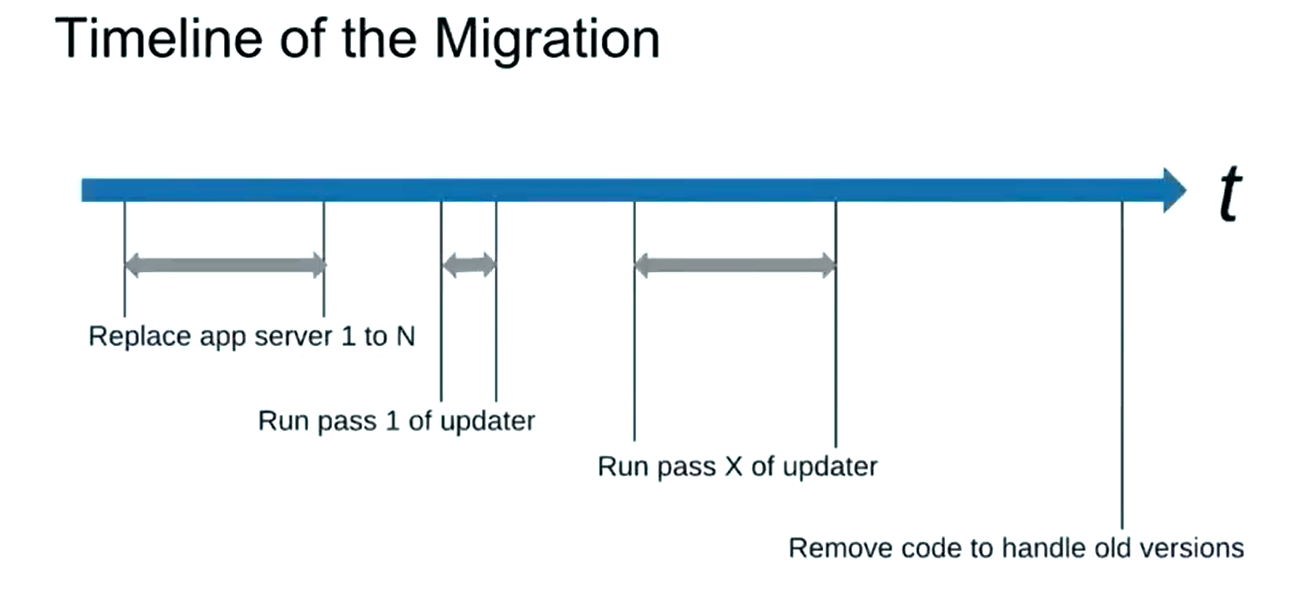 Timeline of the Migration
t
Replace app server 1 to N
Run pass 1 of updater
Run pass X of updater
Remove code to handle old versions